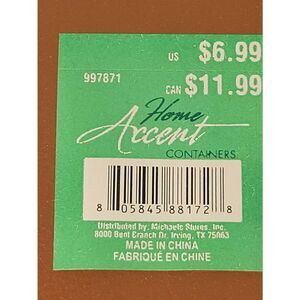 US $6.99
997871
CAN $11.99
Home
Accent
CONTAINERS
8 05845 88172 8
Distributed by: Michaels Stores, Inc.
8000 Bent Branch Dr. Irving, TX 75063
MADE IN CHINA
FABRIQUÉ EN CHINE